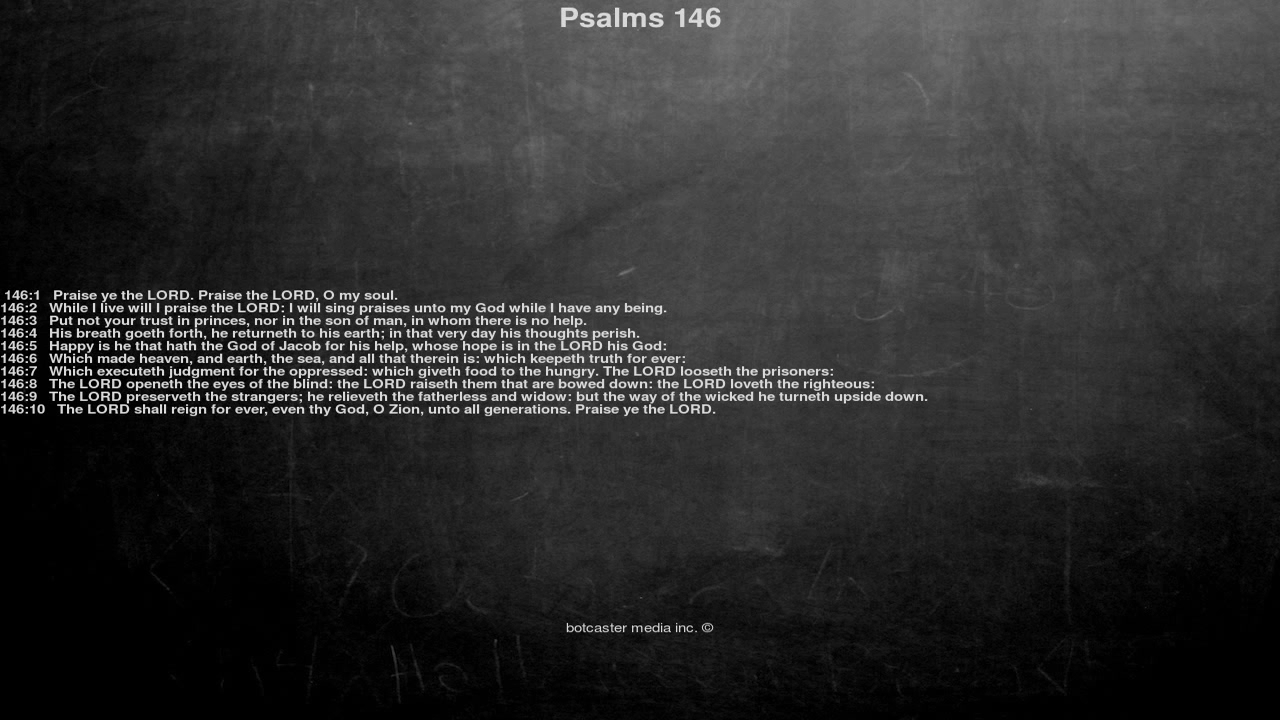 Psalms 146
146:1 Praise ye the LORD. Praise the LORD, O my soul.
146:2 While I live will I praise the LORD: I will sing praises unto my God while I have any being.
146:3 Put not your trust in princes, nor in the son of man, in whom there is no help.
146:4 His breath goeth forth, he returneth to his earth; in that very day his thoughts perish.
146:5 Happy is he that hath the God of Jacob for his help, whose hope is in the LORD his God:
146:6 Which made heaven, and earth, the sea, and all that therein is: which keepeth truth for ever:
146:7 Which executeth judgment for the oppressed: which giveth food to the hungry. The LORD looseth the prisoners:
146:8 The LORD openeth the eyes of the blind: the LORD raiseth them that are bowed down: the LORD loveth the righteous:
146:9 The LORD preserveth the strangers; he relieveth the fatherless and widow: but the way of the wicked he turneth upside down.
146:10 The LORD shall reign for ever, even thy God, O Zion, unto all generations. Praise ye the LORD.
botcaster media inc. ©